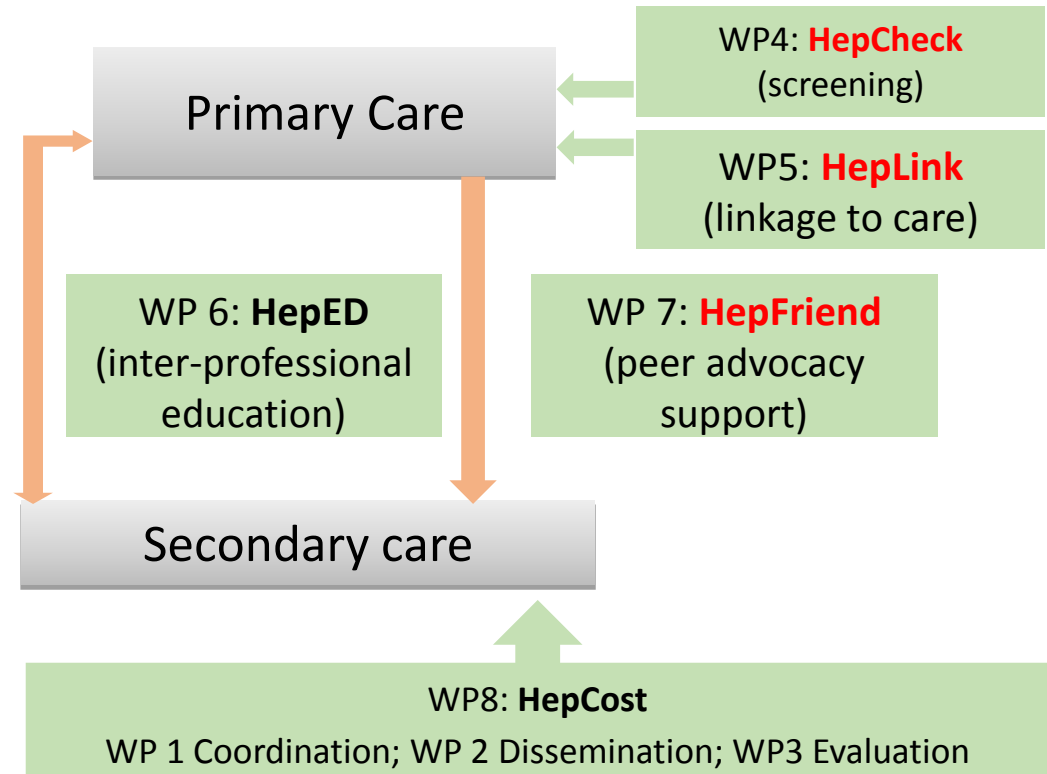 WP4: HepCheck
(screening)
Primary Care
WP5: HepLink
(linkage to care)
WP 6: HepED
(inter-professional
education)
WP 7: HepFriend
(peer advocacy
support)
Secondary care
WP8: HepCost
WP 1 Coordination; WP 2 Dissemination; WP3 Evaluation